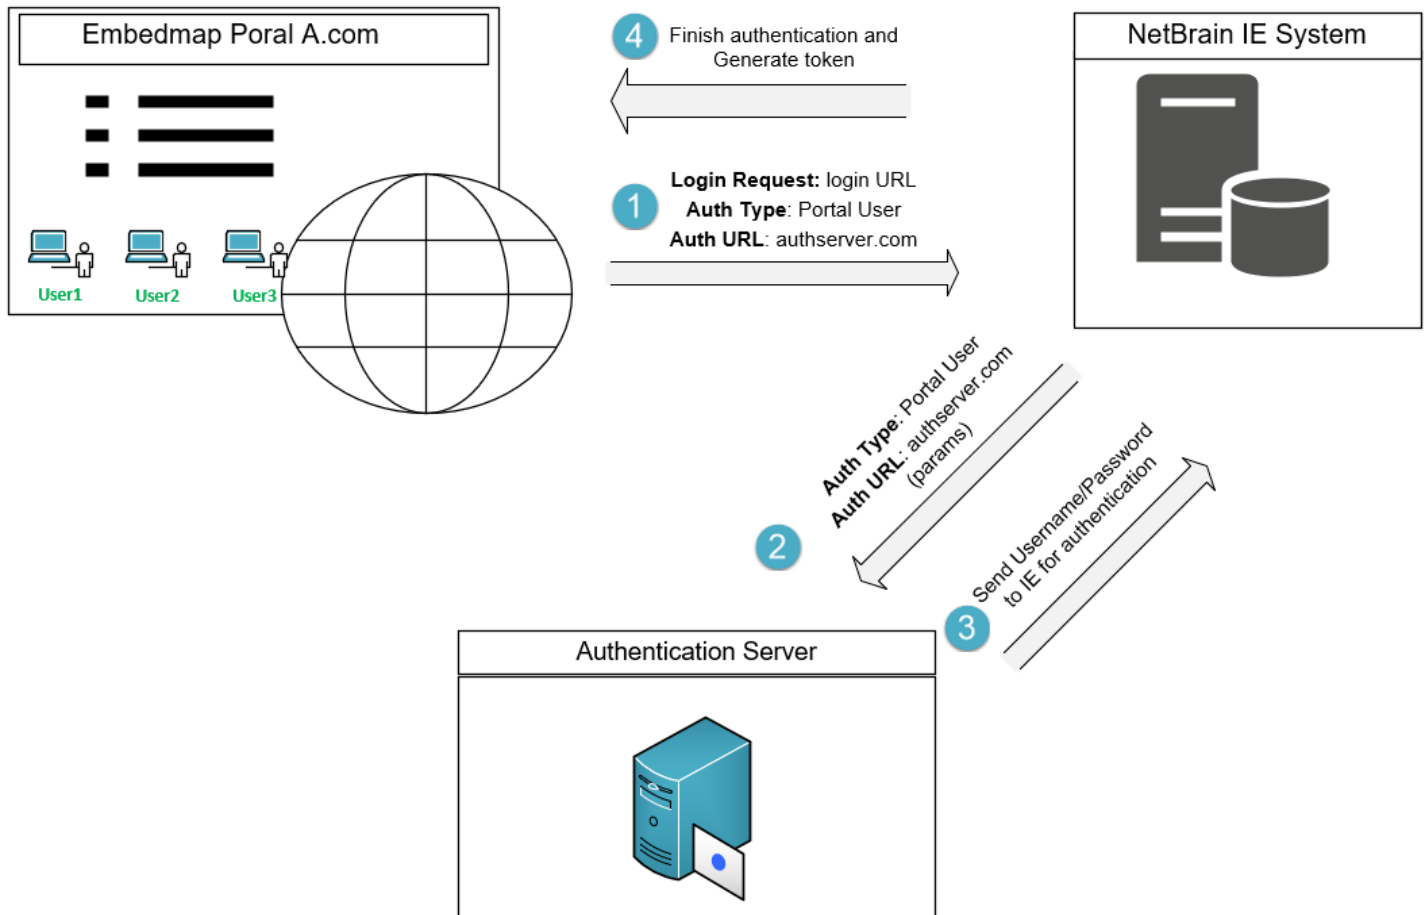 Embedmap Poral A.com
User1
User2
User3
4
Finish authentication and
Generate token
1
Login Request: login URL
Auth Type: Portal User
Auth URL: authserver.com
NetBrain IE System
2
Auth Type: Portal User
Auth URL: authserver.com
(params)
3
Send Username/Password
to IE for authentication
Authentication Server